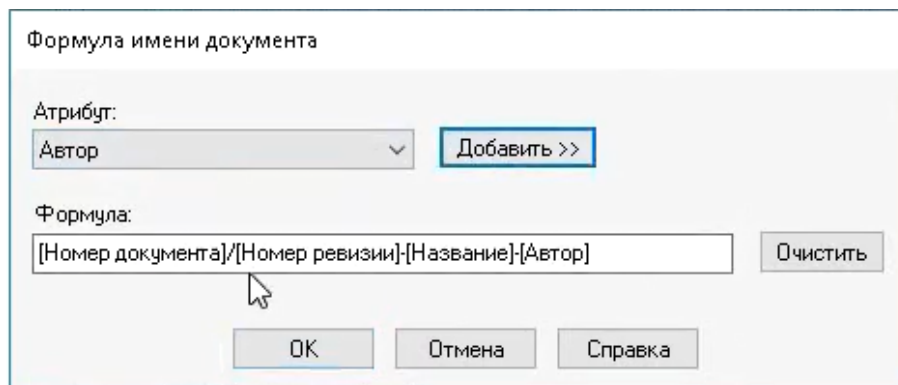 Формула имени документа
Атрибут:
Автор
Добавить >>
Формула:
[Номер документа]/[Номер ревизии]-[Название]-[Автор]
Очистить
OK
Отмена
Справка